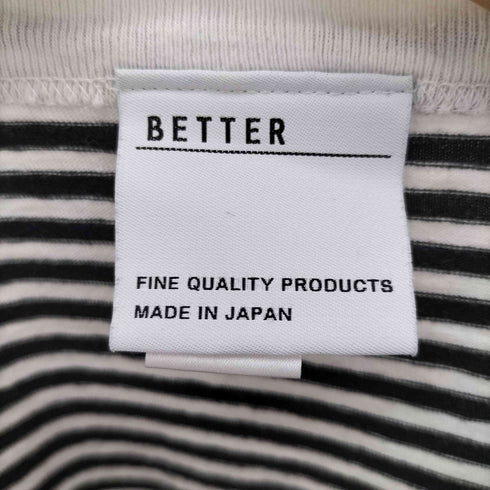 BETTER
FINE QUALITY PRODUCTS
MADE IN JAPAN